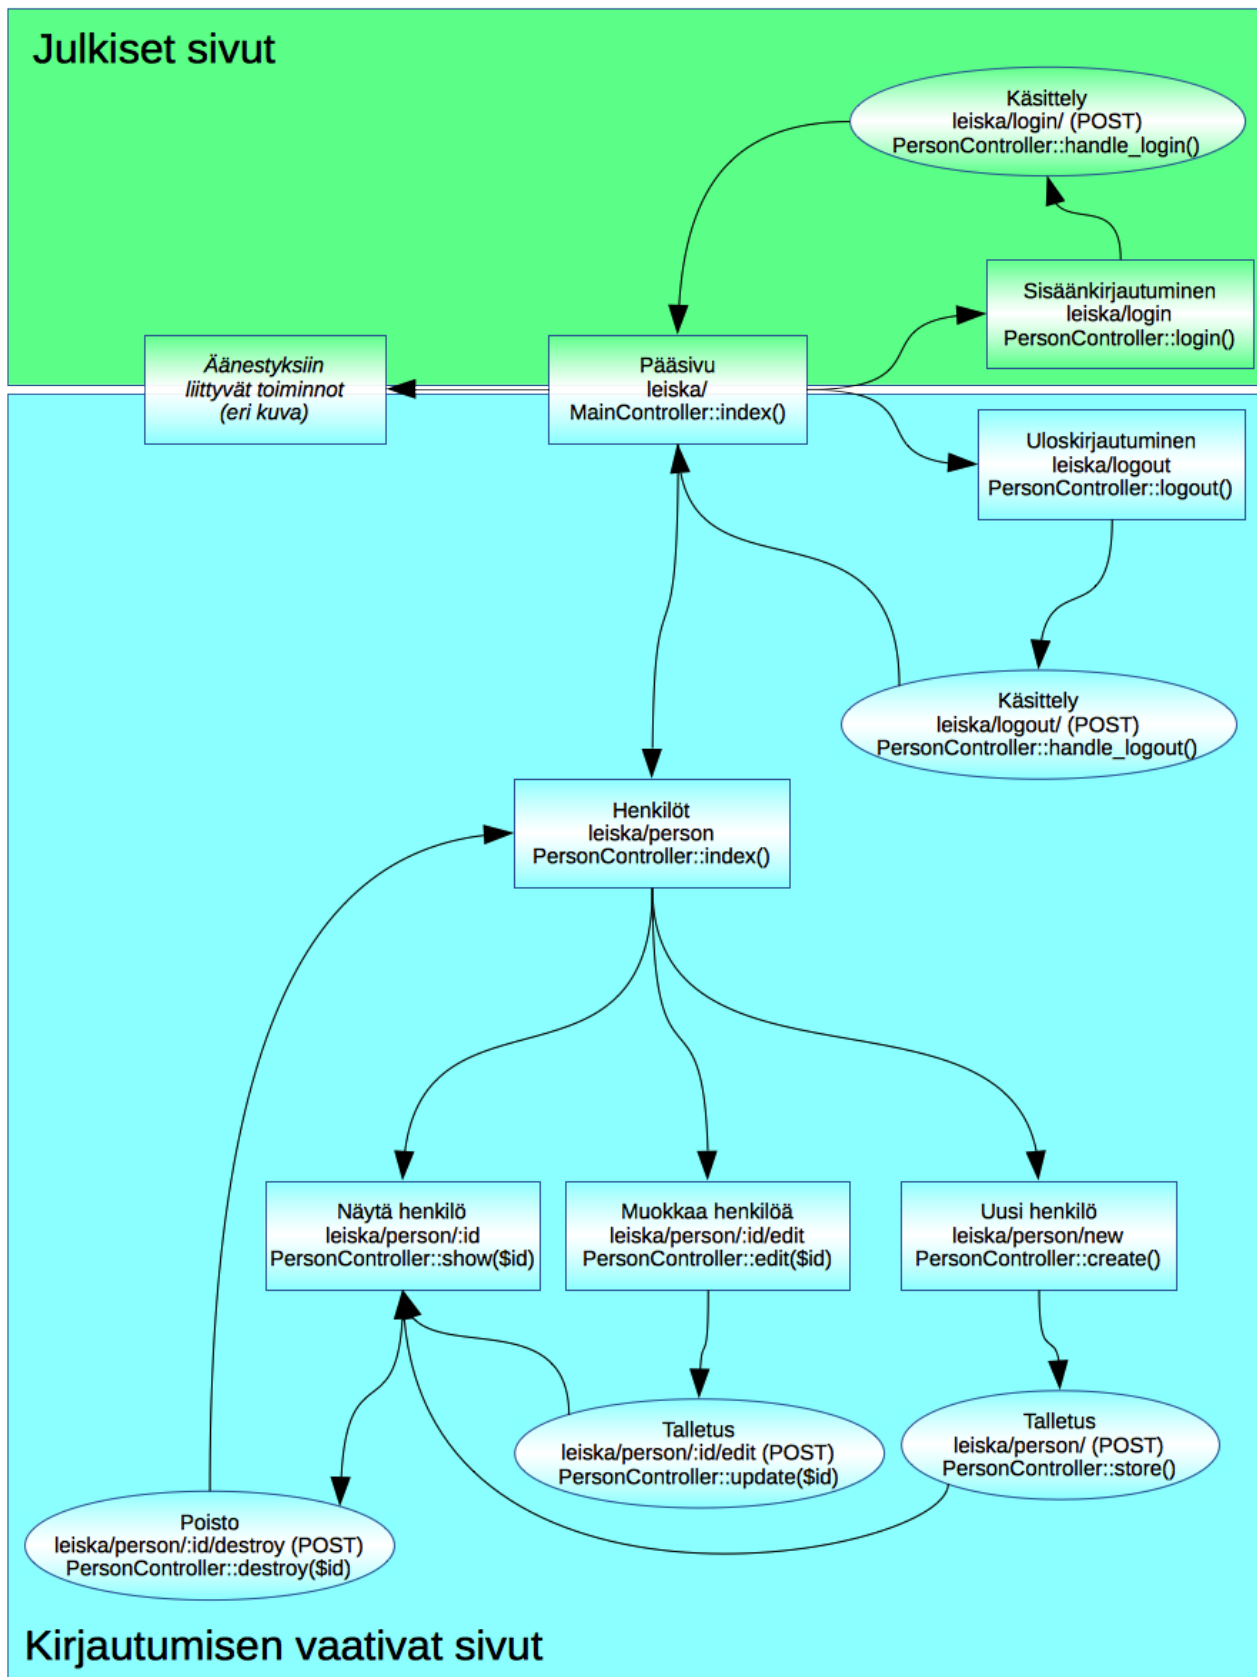 Julkiset sivut
Käsittely
leiska/login/ (POST)
PersonController::handle_login()
Sisäänkirjautuminen
leiska/login
PersonController::login()
Äänestyksiin
liittyvät toiminnot
(eri kuva)
Pääsivu
leiska/
MainController::index()
Uloskirjautuminen
leiska/logout
PersonController::logout()
Käsittely
leiska/logout/ (POST)
PersonController::handle_logout()
Henkilöt
leiska/person
PersonController::index()
Näytä henkilö
leiska/person/:id
PersonController::show($id)
Muokkaa henkilöä
leiska/person/:id/edit
PersonController::edit($id)
Uusi henkilö
leiska/person/new
PersonController::create()
Talletus
leiska/person/:id/edit (POST)
PersonController::update($id)
Talletus
leiska/person/ (POST)
PersonController::store()
Poisto
leiska/person/:id/destroy (POST)
PersonController::destroy($id)
Kirjautumisen vaativat sivut